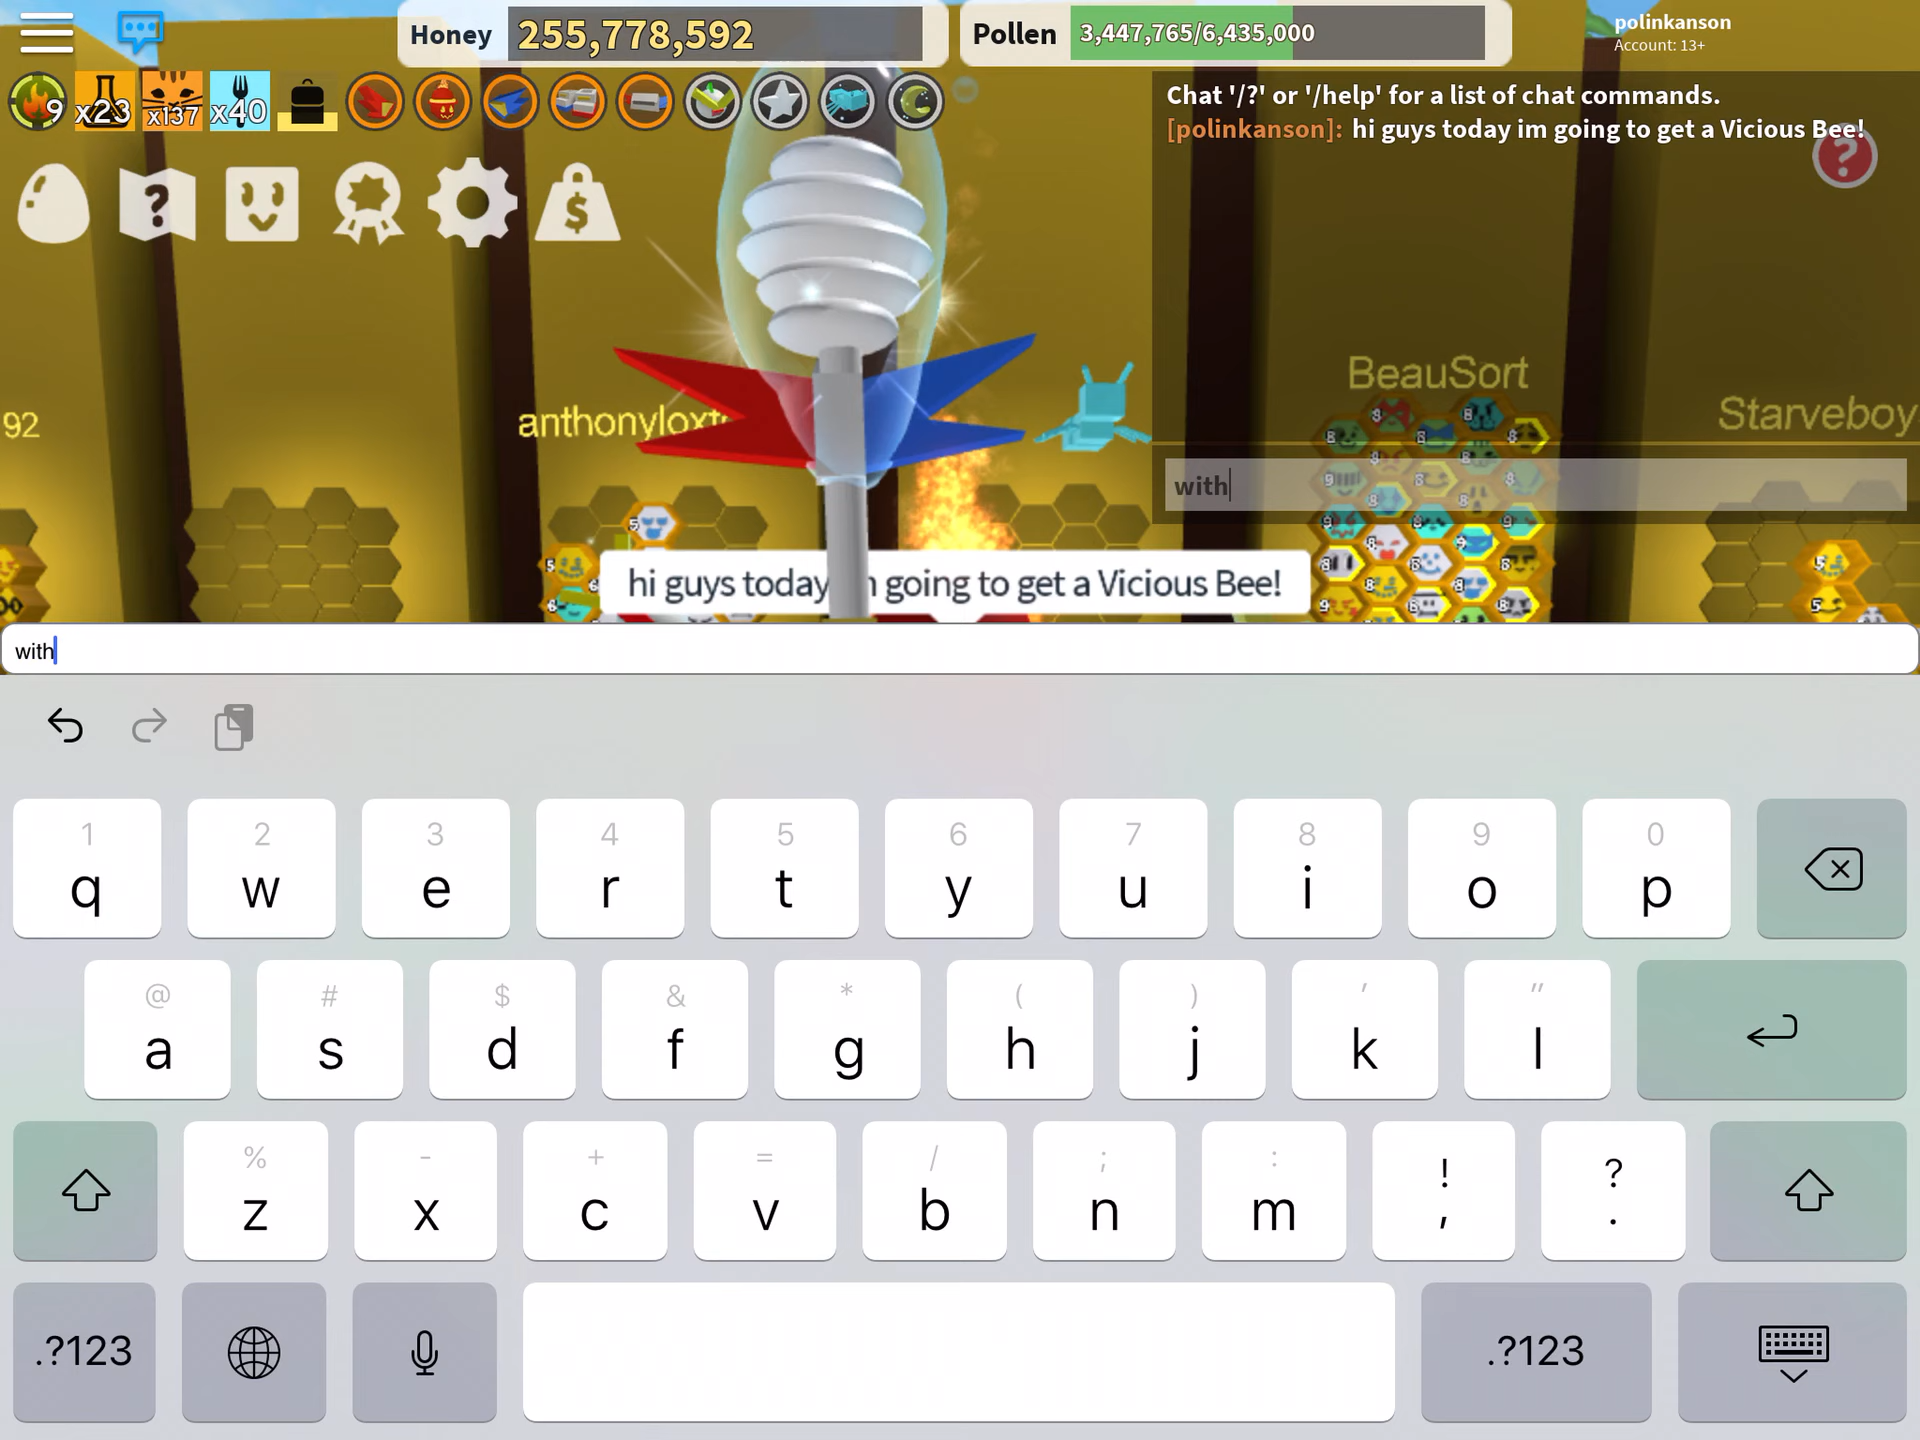 Honey 255,778,592
Pollen 3,447,765/6,435,000
polinkanson
Account: 13+
9 x23 x137 x40
Chat '/?' or '/help' for a list of chat commands.
[polinkanson]: hi guys today im going to get a Vicious Bee!
?
?
$
BeauSort
Starveboy
92
with
hi guys today going to get a Vicious Bee!
with
1 2 3 4 5 6 7 8 9 0
q w e r t y u i o p
@ # $ & * ( ) ' "
a s d f g h j k l
% - + = / ; : ! ?
z x c v b n m , .
.?123 .?123